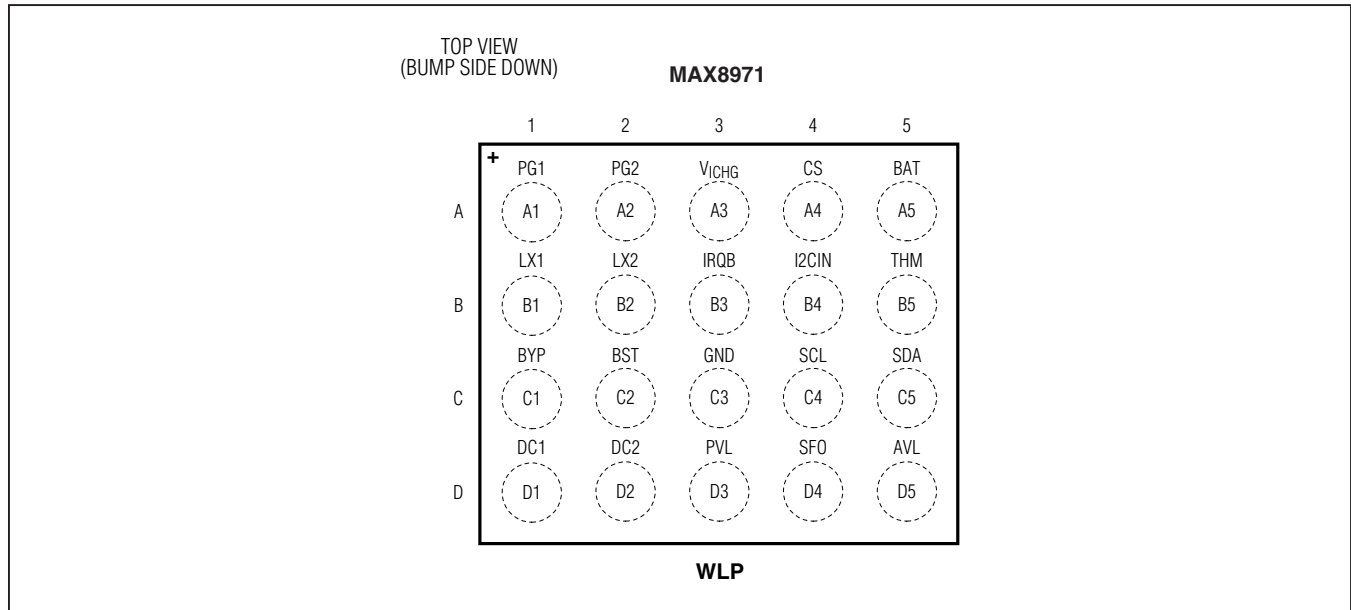 TOP VIEW
(BUMP SIDE DOWN)
MAX8971
1 2 3 4 5
+
PG1 PG2 VICHG CS BAT
A A1 A2 A3 A4 A5
LX1 LX2 IRQB I2CIN THM
B B1 B2 B3 B4 B5
BYP BST GND SCL SDA
C C1 C2 C3 C4 C5
DC1 DC2 PVL SFO AVL
D D1 D2 D3 D4 D5
WLP